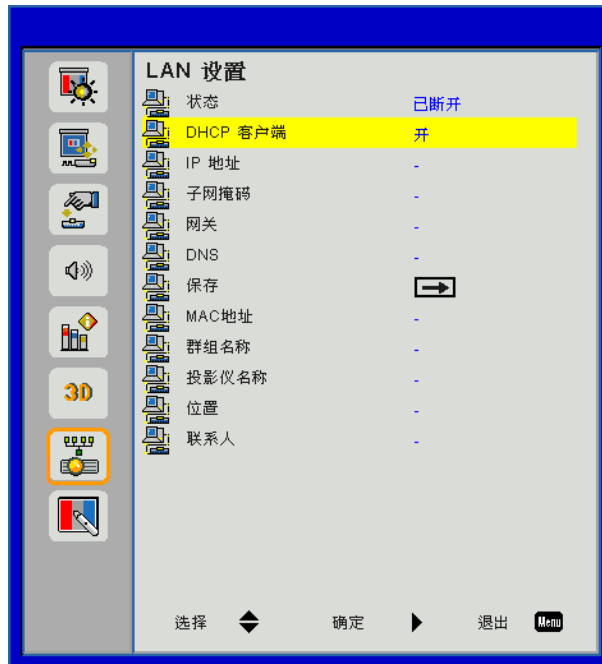 LAN 设置
状态 已断开
DHCP 客户端 开
IP 地址 -
子网掩码 -
网关 -
DNS -
保存
MAC地址 -
群组名称 -
投影仪名称 -
位置 -
联系人 -
3D
选择 确定 退出 Menu